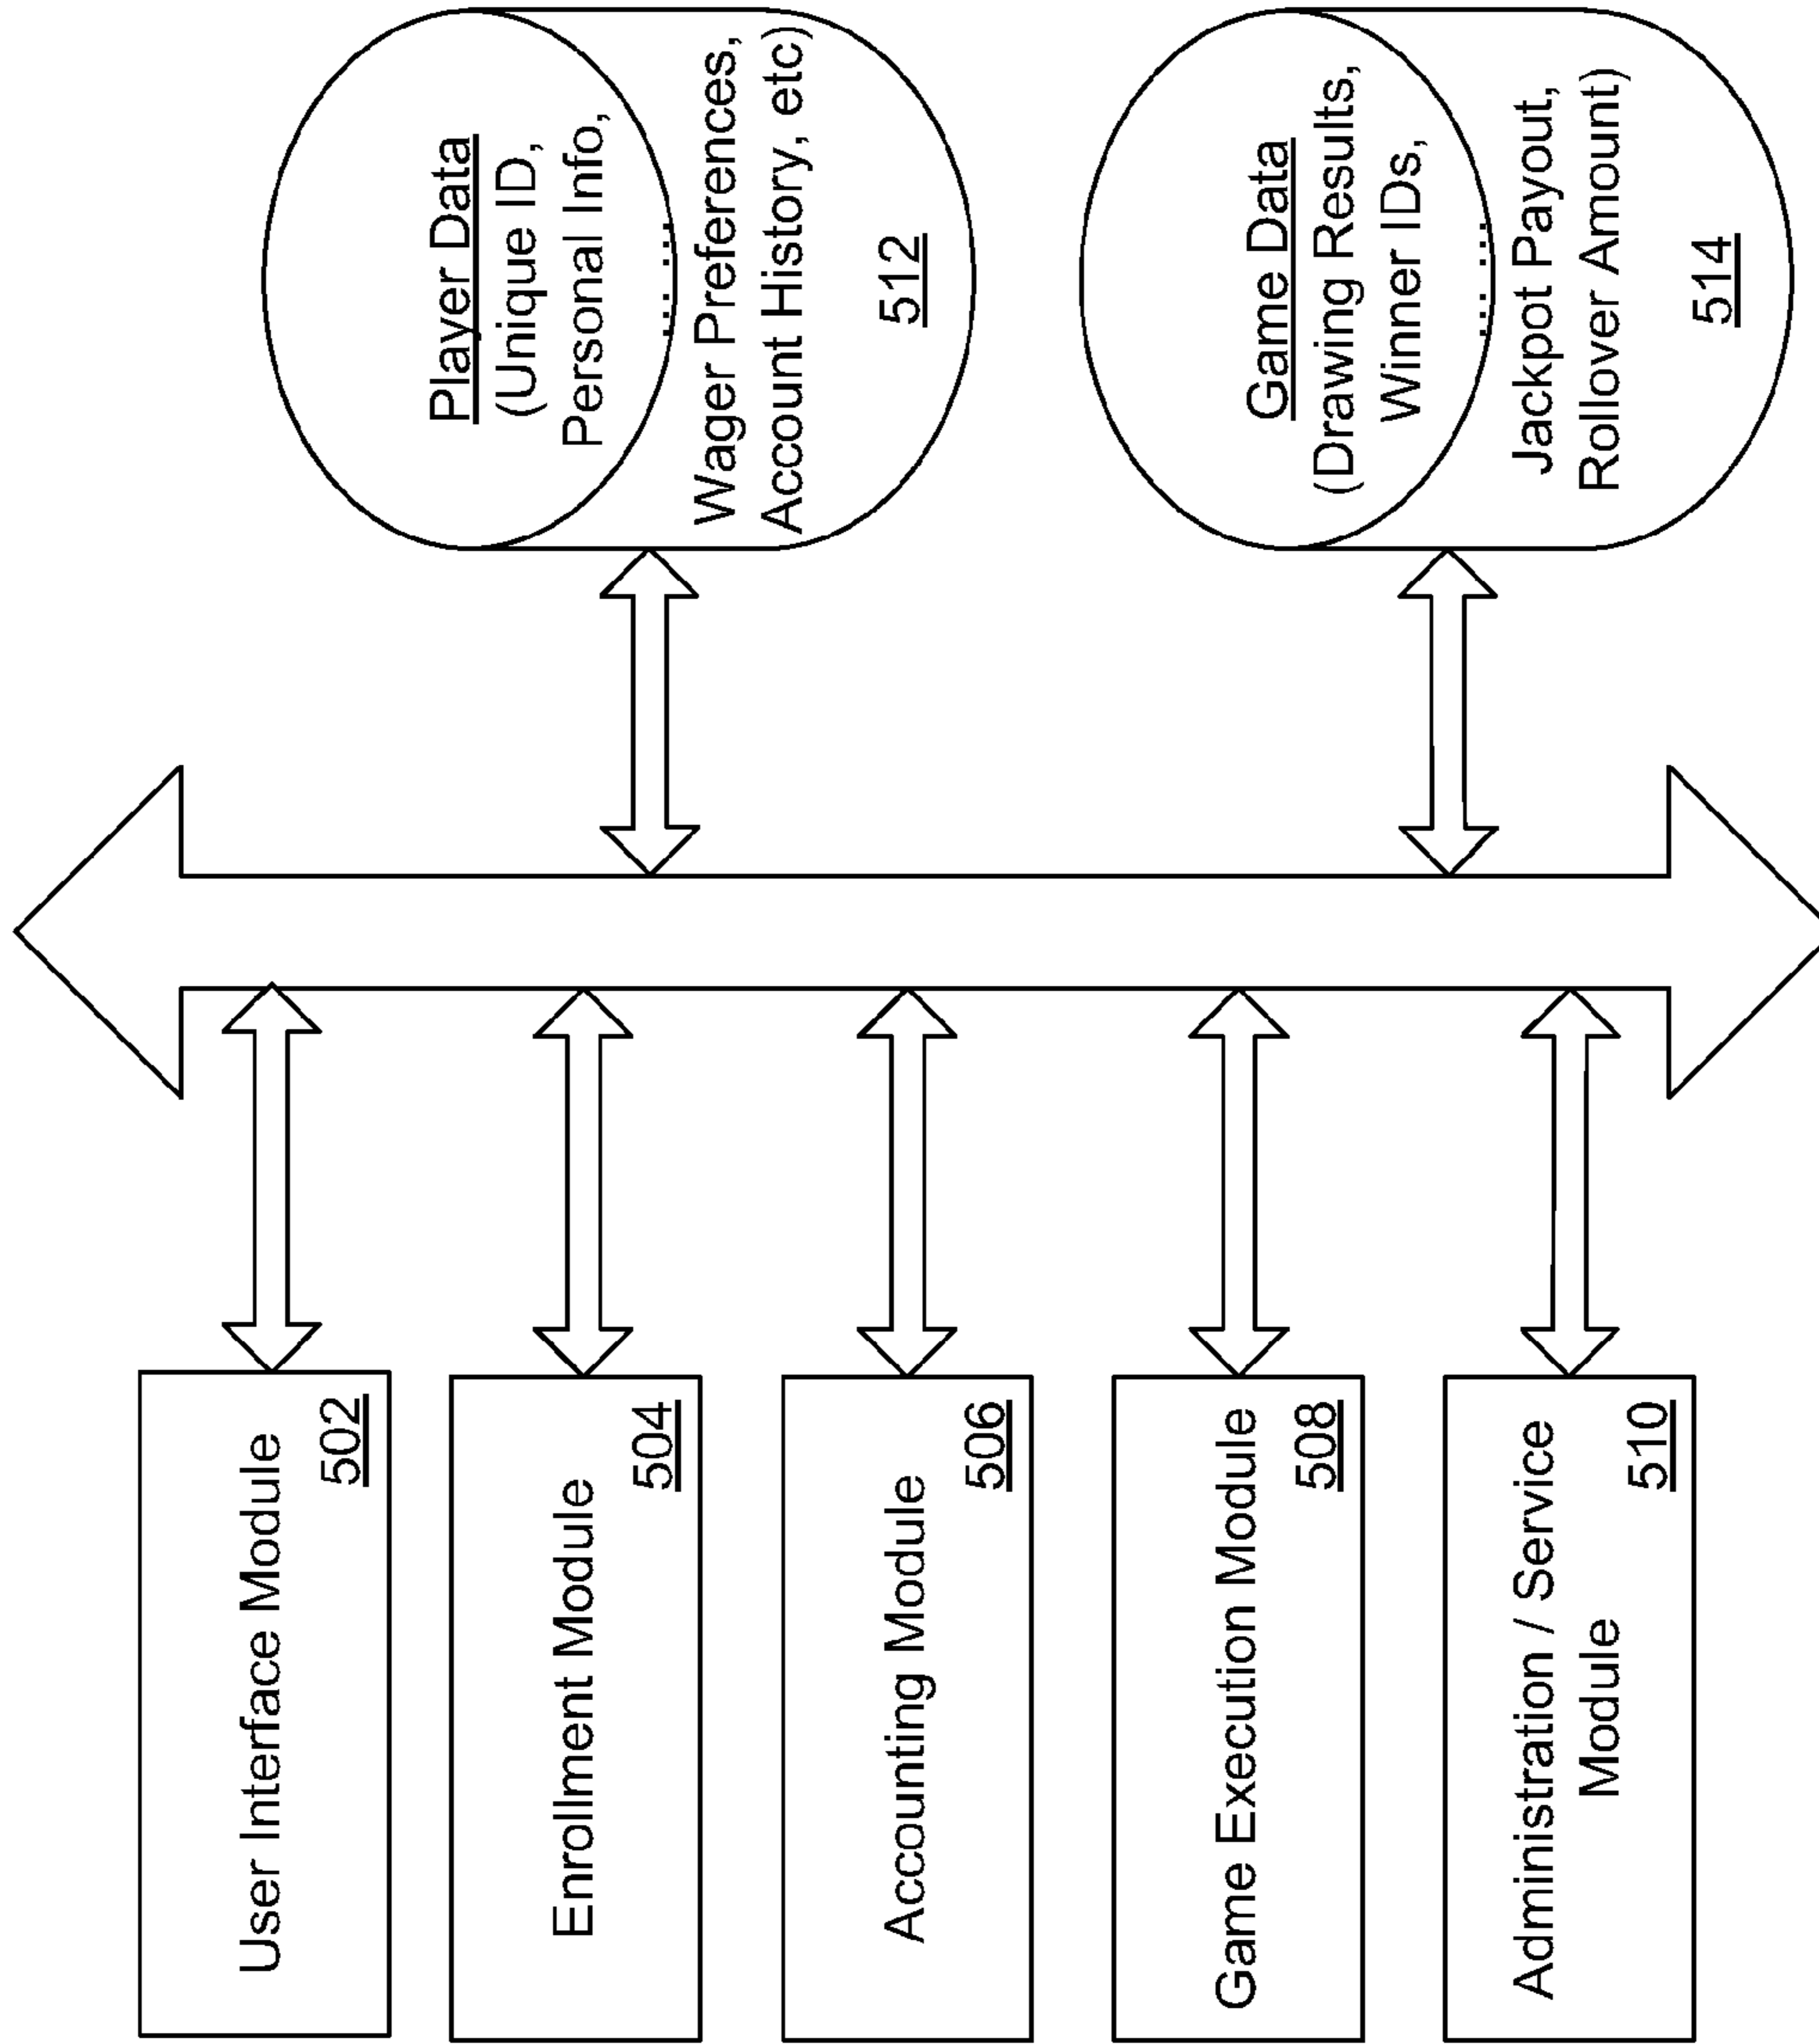 User Interface Module
502
Enrollment Module
504
Accounting Module
506
Game Execution Module
508
Administration / Service
Module
510
Player Data
(Unique ID,
Personal Info,
Wager Preferences,
Account History, etc)
512
Game Data
(Drawing Results,
Winner IDs,
Jackpot Payout,
Rollover Amount)
514